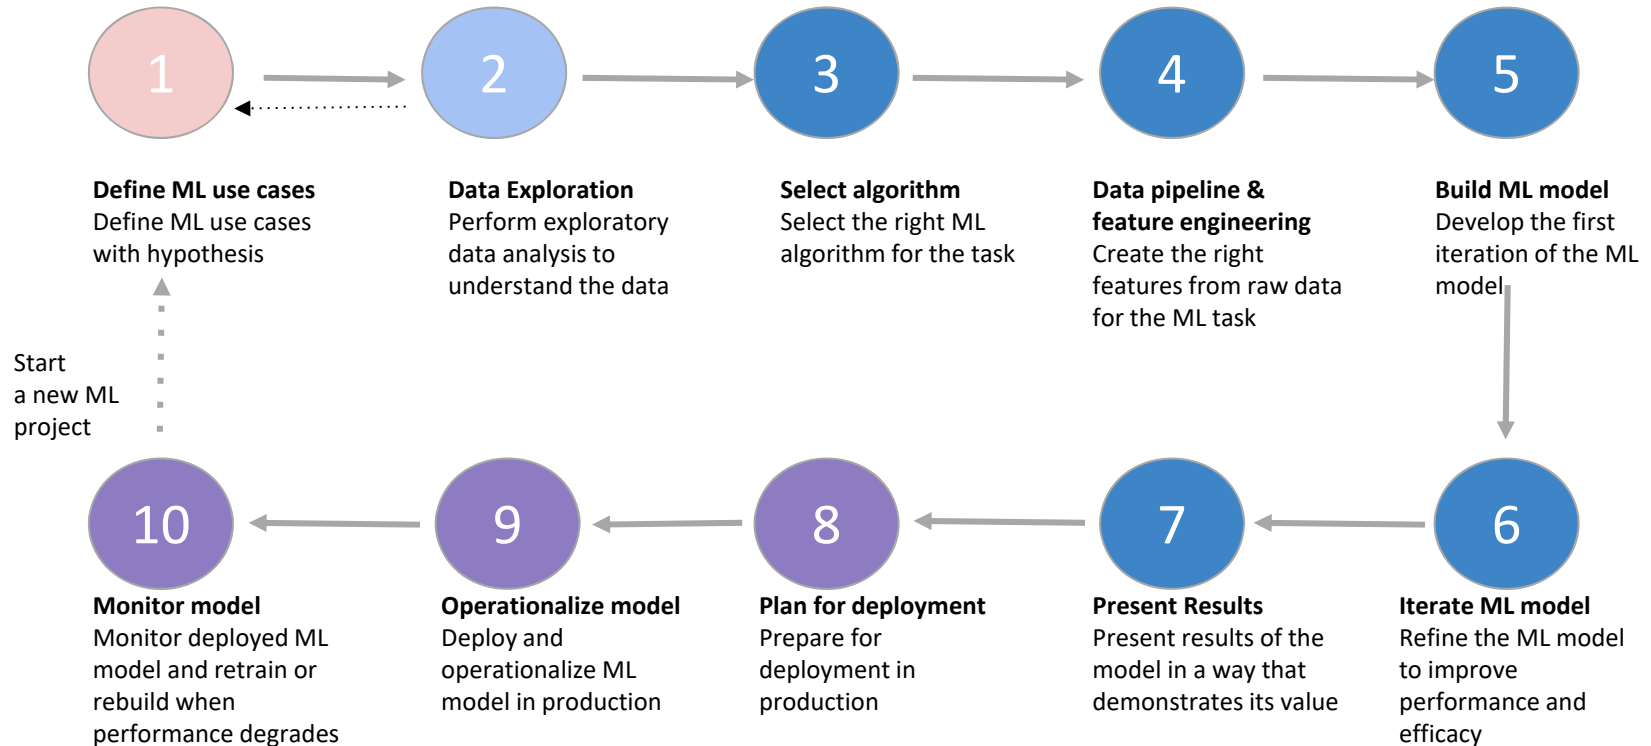 1
2
3
4
5
Define ML use cases
Define ML use cases
with hypothesis
Data Exploration
Perform exploratory
data analysis to
understand the data
Select algorithm
Select the right ML
algorithm for the task
Data pipeline &
feature engineering
Create the right
features from raw data
for the ML task
Build ML model
Develop the first
iteration of the ML
model
Start
a new ML
project
10
9
8
7
6
Monitor model
Monitor deployed ML
model and retrain or
rebuild when
performance degrades
Operationalize model
Deploy and
operationalize ML
model in production
Plan for deployment
Prepare for
deployment in
production
Present Results
Present results of the
model in a way that
demonstrates its value
Iterate ML model
Refine the ML model
to improve
performance and
efficacy